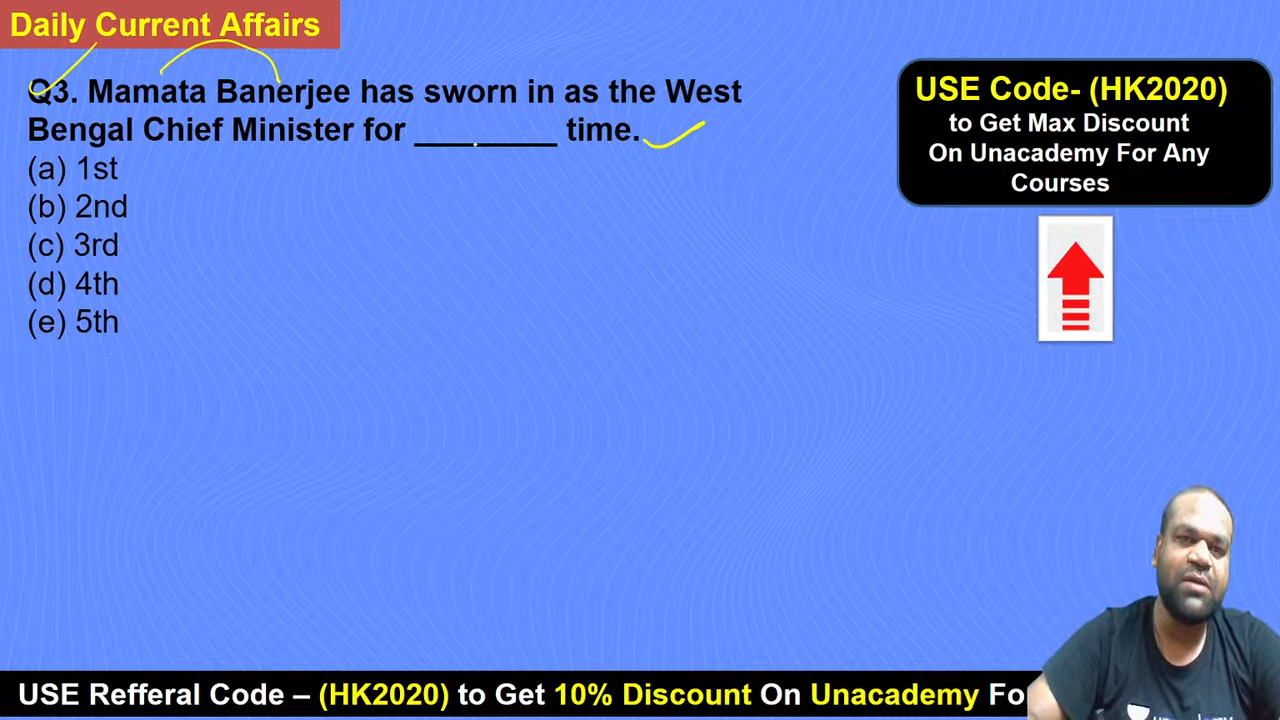 Daily Current Affairs
Q3. Mamata Banerjee has sworn in as the West
Bengal Chief Minister for ________ time.
(a) 1st
(b) 2nd
(c) 3rd
(d) 4th
(e) 5th
USE Code- (HK2020)
to Get Max Discount
On Unacademy For Any
Courses
USE Refferal Code – (HK2020) to Get 10% Discount On Unacademy Fo